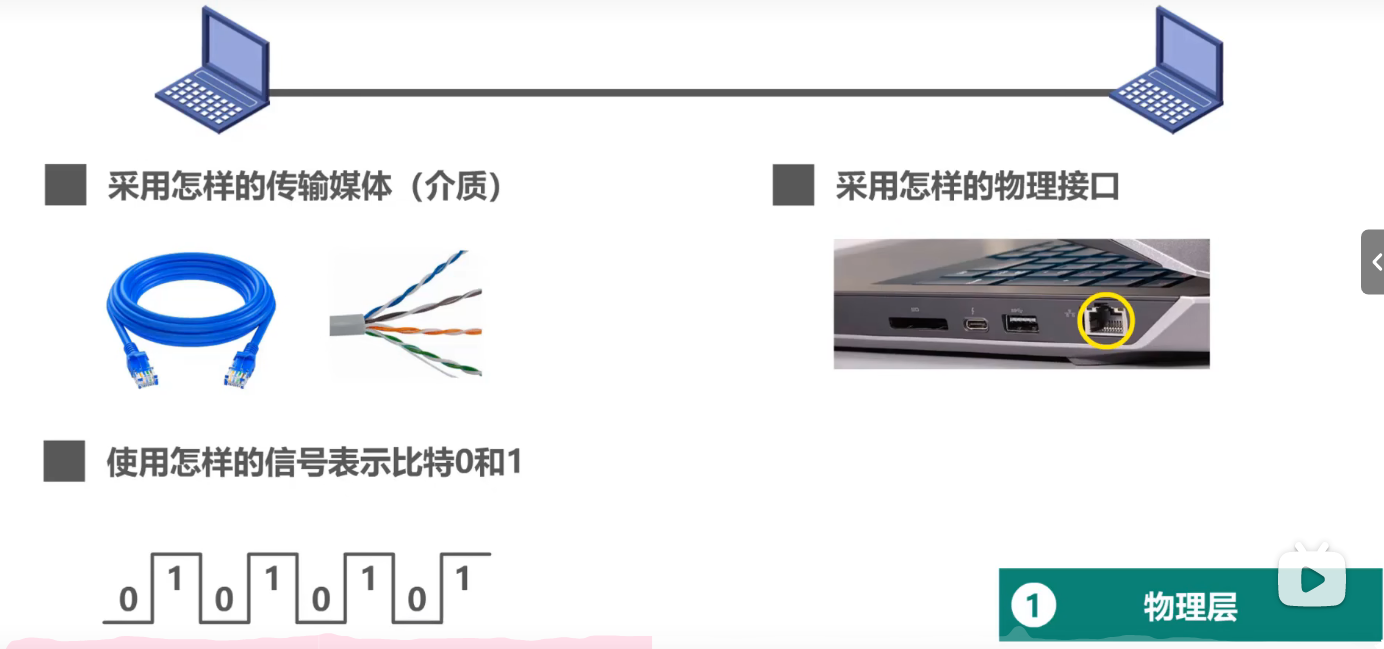 采用怎样的传输媒体（介质）
采用怎样的物理接口
使用怎样的信号表示比特0和1
0 1 0 1 0 1 0 1
1 物理层